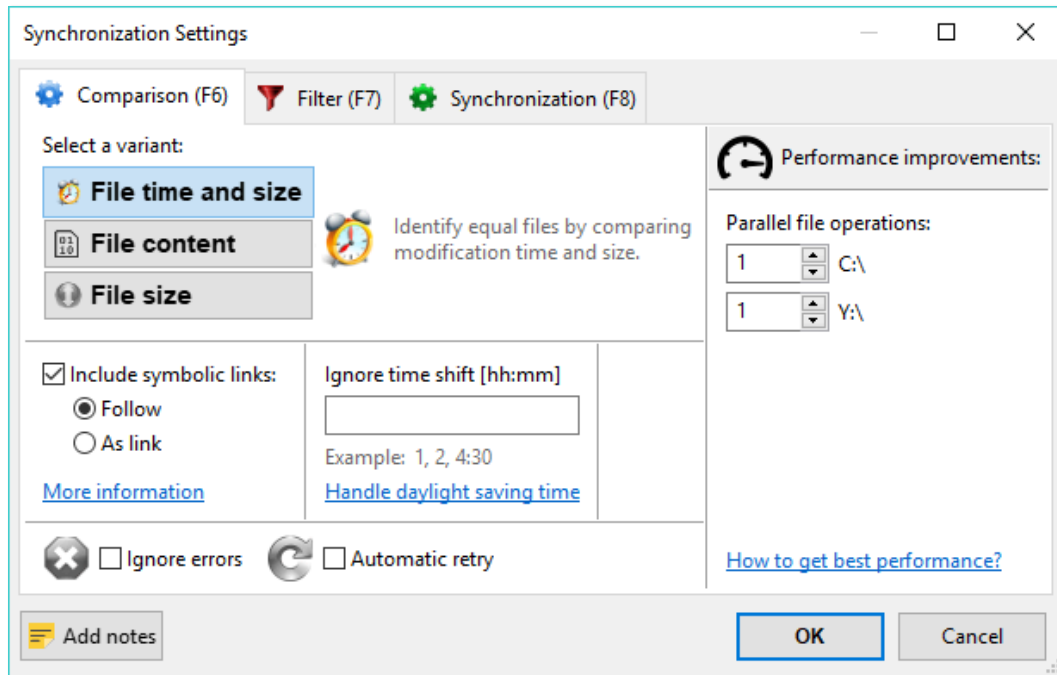 Synchronization Settings
Comparison (F6)
Filter (F7)
Synchronization (F8)
Select a variant:
File time and size
File content
File size
Identify equal files by comparing
modification time and size.
Include symbolic links:
Follow
As link
More information
Ignore time shift [hh:mm]
Example: 1, 2, 4:30
Handle daylight saving time
Ignore errors
Automatic retry
Performance improvements:
Parallel file operations:
1 C:\
1 Y:\
How to get best performance?
Add notes
OK
Cancel